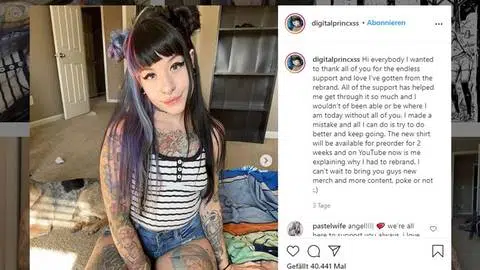 digitalprincxss • Abonnieren
digitalprincxss Hi everybody I wanted
to thank all of you for the endless
support and love I've gotten from the
rebrand. All of the support has helped
me get through it so much and I
wouldn't of been able or be where I
am today without all of you. I made a
mistake and all I can do is try to do
better and keep going. The new shirt
will be available for preorder for 2
weeks and on YouTube now is me
explaining why I had to rebrand. I
can't wait to bring you guys new
merch and more content, poke or not
:)
3 Tage
pastelwife angel!!!! 💋 we're all
here to support you always. i love
Gefällt 40.441 Mal